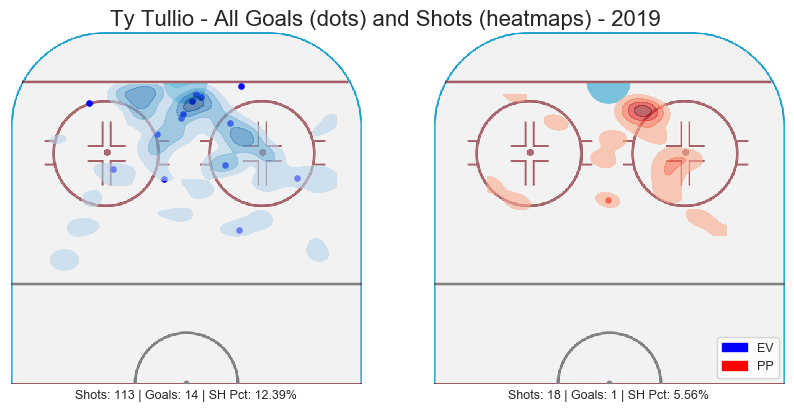 Ty Tullio - All Goals (dots) and Shots (heatmaps) - 2019
EV
PP
Shots: 113 | Goals: 14 | SH Pct: 12.39%
Shots: 18 | Goals: 1 | SH Pct: 5.56%